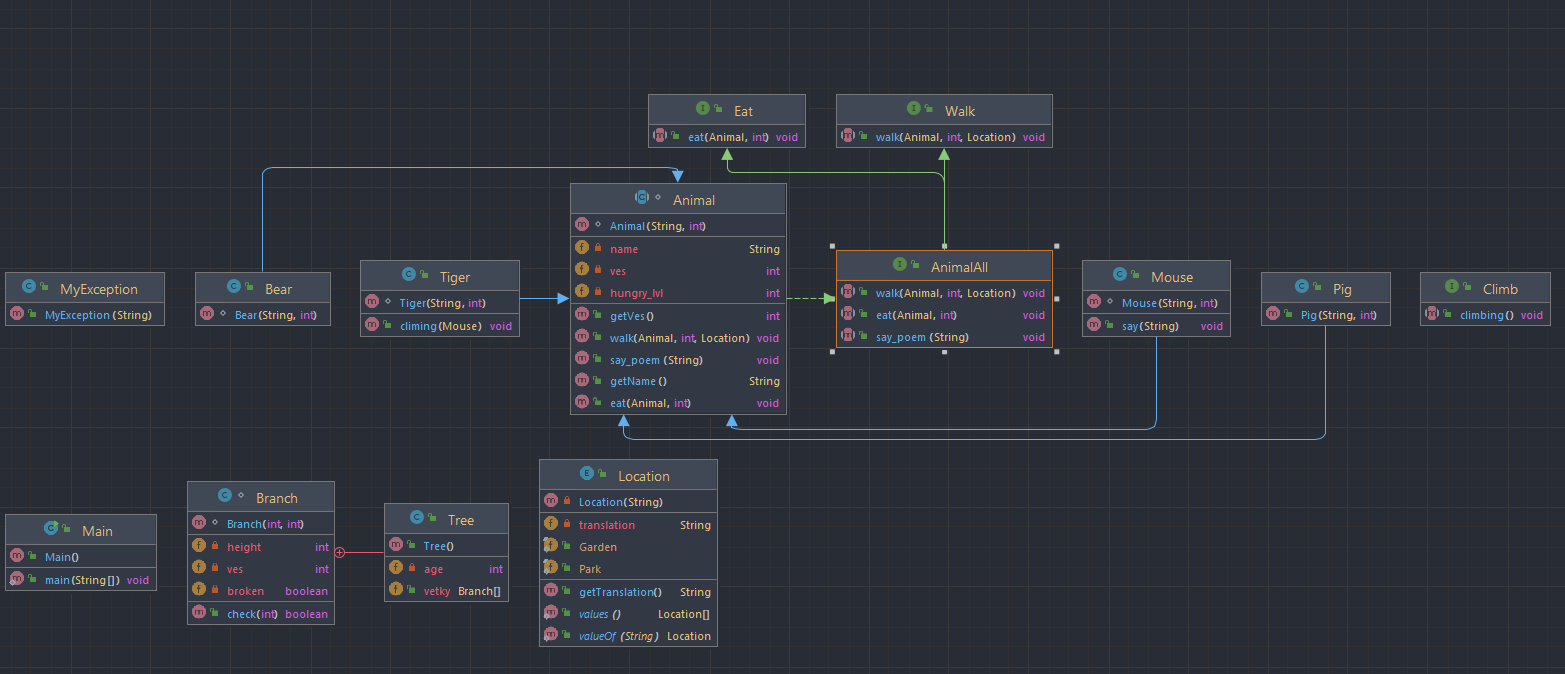 Eat
eat(Animal, int) void
Walk
walk(Animal, int, Location) void
Animal
Animal(String, int)
name String
ves int
hungry_lvl int
getVes() int
walk(Animal, int, Location) void
say_poem (String) void
getName () String
eat(Animal, int) void
AnimalAll
walk(Animal, int, Location) void
eat(Animal, int) void
say_poem (String) void
MyException
MyException (String)
Bear
Bear(String, int)
Tiger
Tiger(String, int)
climing(Mouse) void
Mouse
Mouse(String, int)
say(String) void
Pig
Pig(String, int)
Climb
climbing() void
Main
Main()
main(String[]) void
Branch
Branch(int, int)
height int
ves int
broken boolean
check(int) boolean
Tree
Tree()
age int
vetky Branch[]
Location
Location(String)
translation String
Garden
Park
getTranslation() String
values () Location[]
valueOf (String) Location